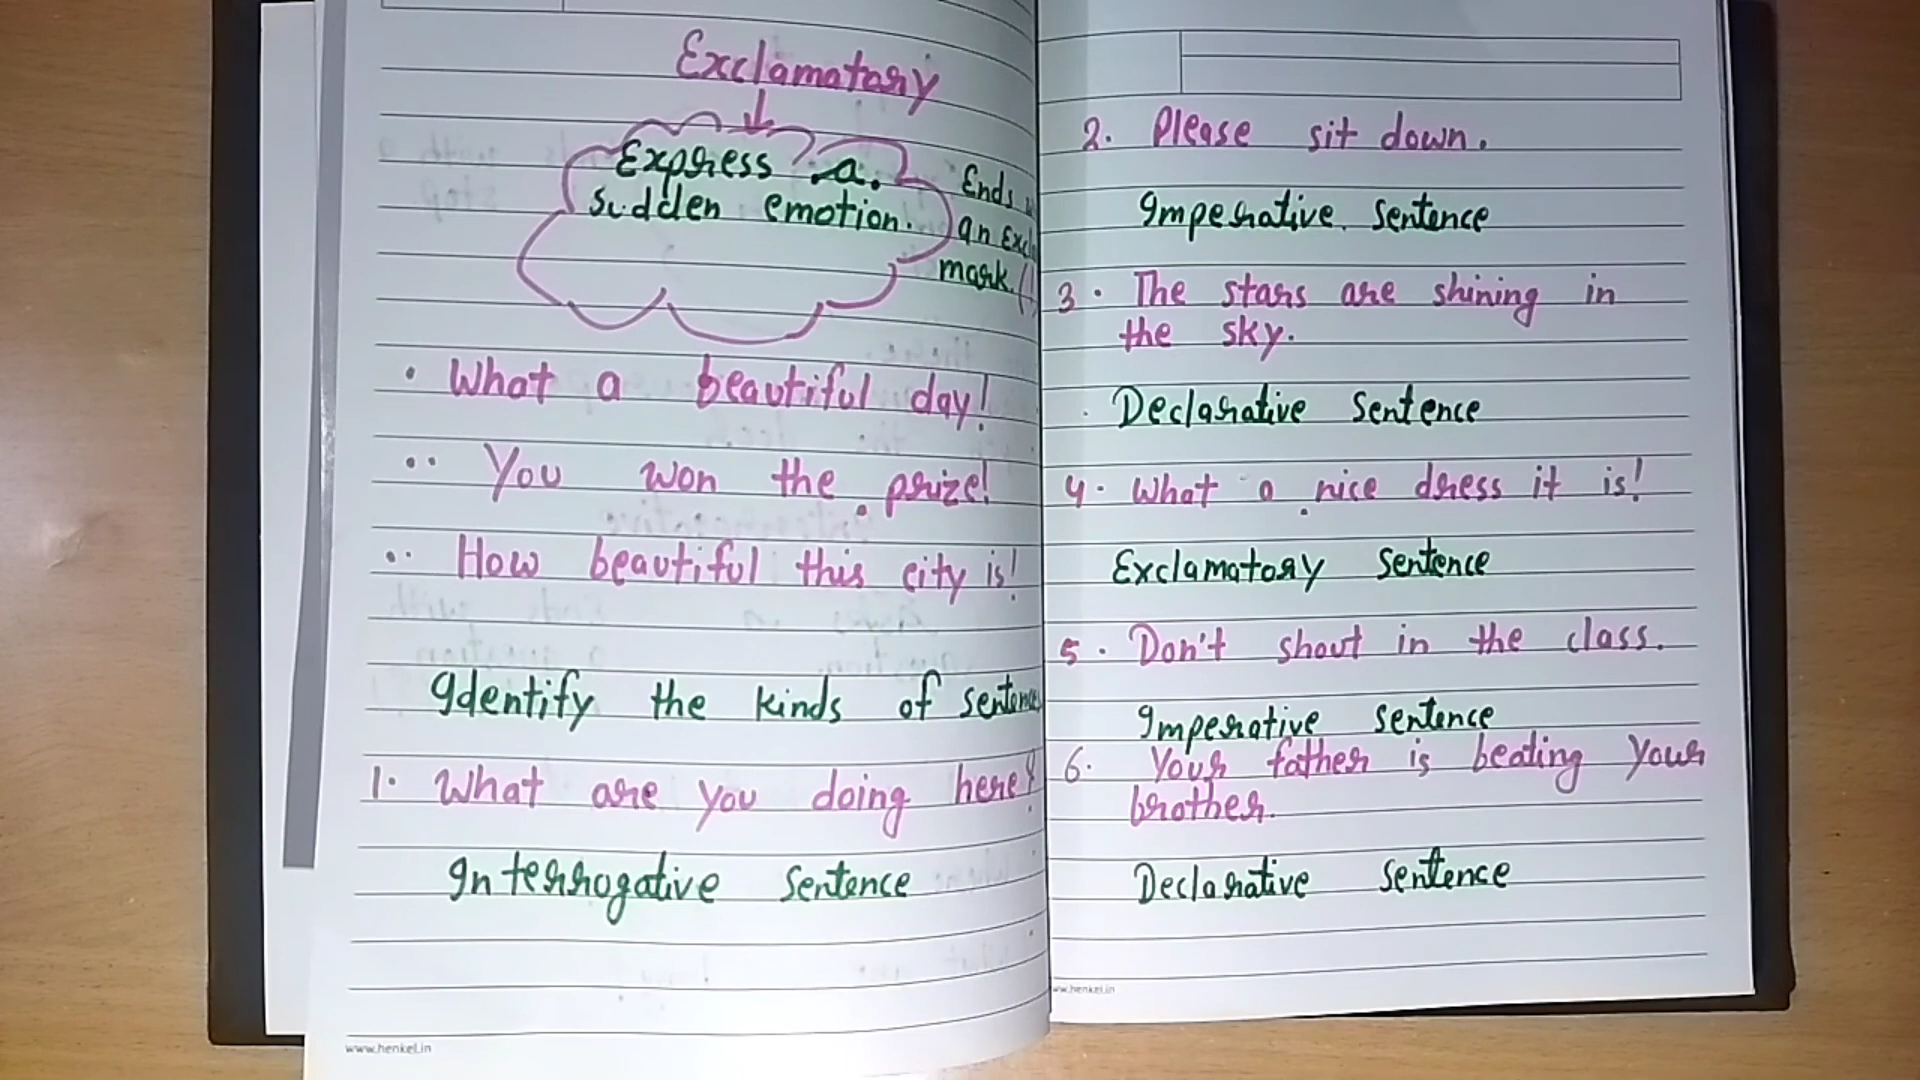 Exclamatory
Express a
sudden emotion.
Ends
an
mark.(
• What a beautiful day!
•• You won the prize!
•• How beautiful this city is!
Identify the kinds of
1. What are you doing here?
Interrogative Sentence
www.henkel.in
2. Please sit down.
Imperative Sentence
3. The stars are shining in
the sky.
Declarative Sentence
4. What a nice dress it is!
Exclamatory Sentence
5. Don't shout in the class.
Imperative Sentence
6. Your father is beating your
brother.
Declarative Sentence
ww.henkel.in